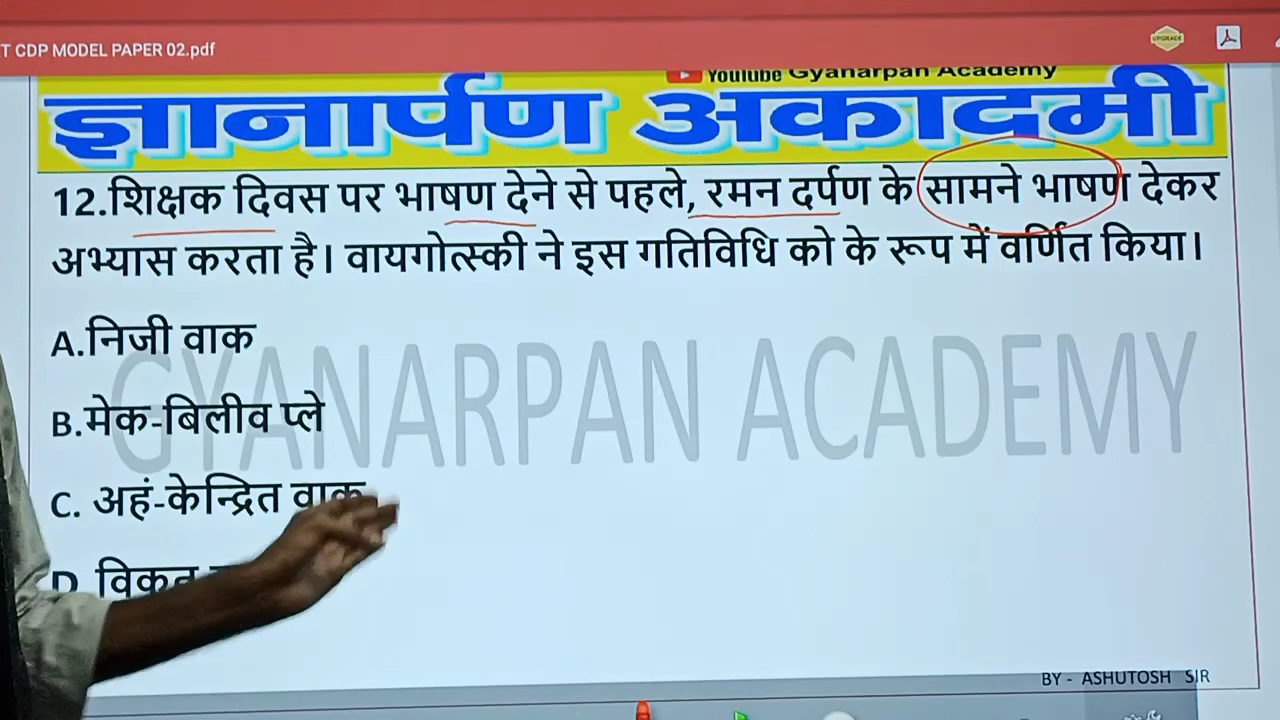 T CDP MODEL PAPER 02.pdf
UPGRADE
YouTube Gyanarpan Academy
ज्ञानार्पण अकादमी
12.शिक्षक दिवस पर भाषण देने से पहले, रमन दर्पण के सामने भाषण देकर
अभ्यास करता है। वायगोत्स्की ने इस गतिविधि को के रूप में वर्णित किया।
A.निजी वाक
B.मेक-बिलीव प्ले
C. अहं-केन्द्रित वाक
D
GYANARPAN ACADEMY
BY - ASHUTOSH SIR